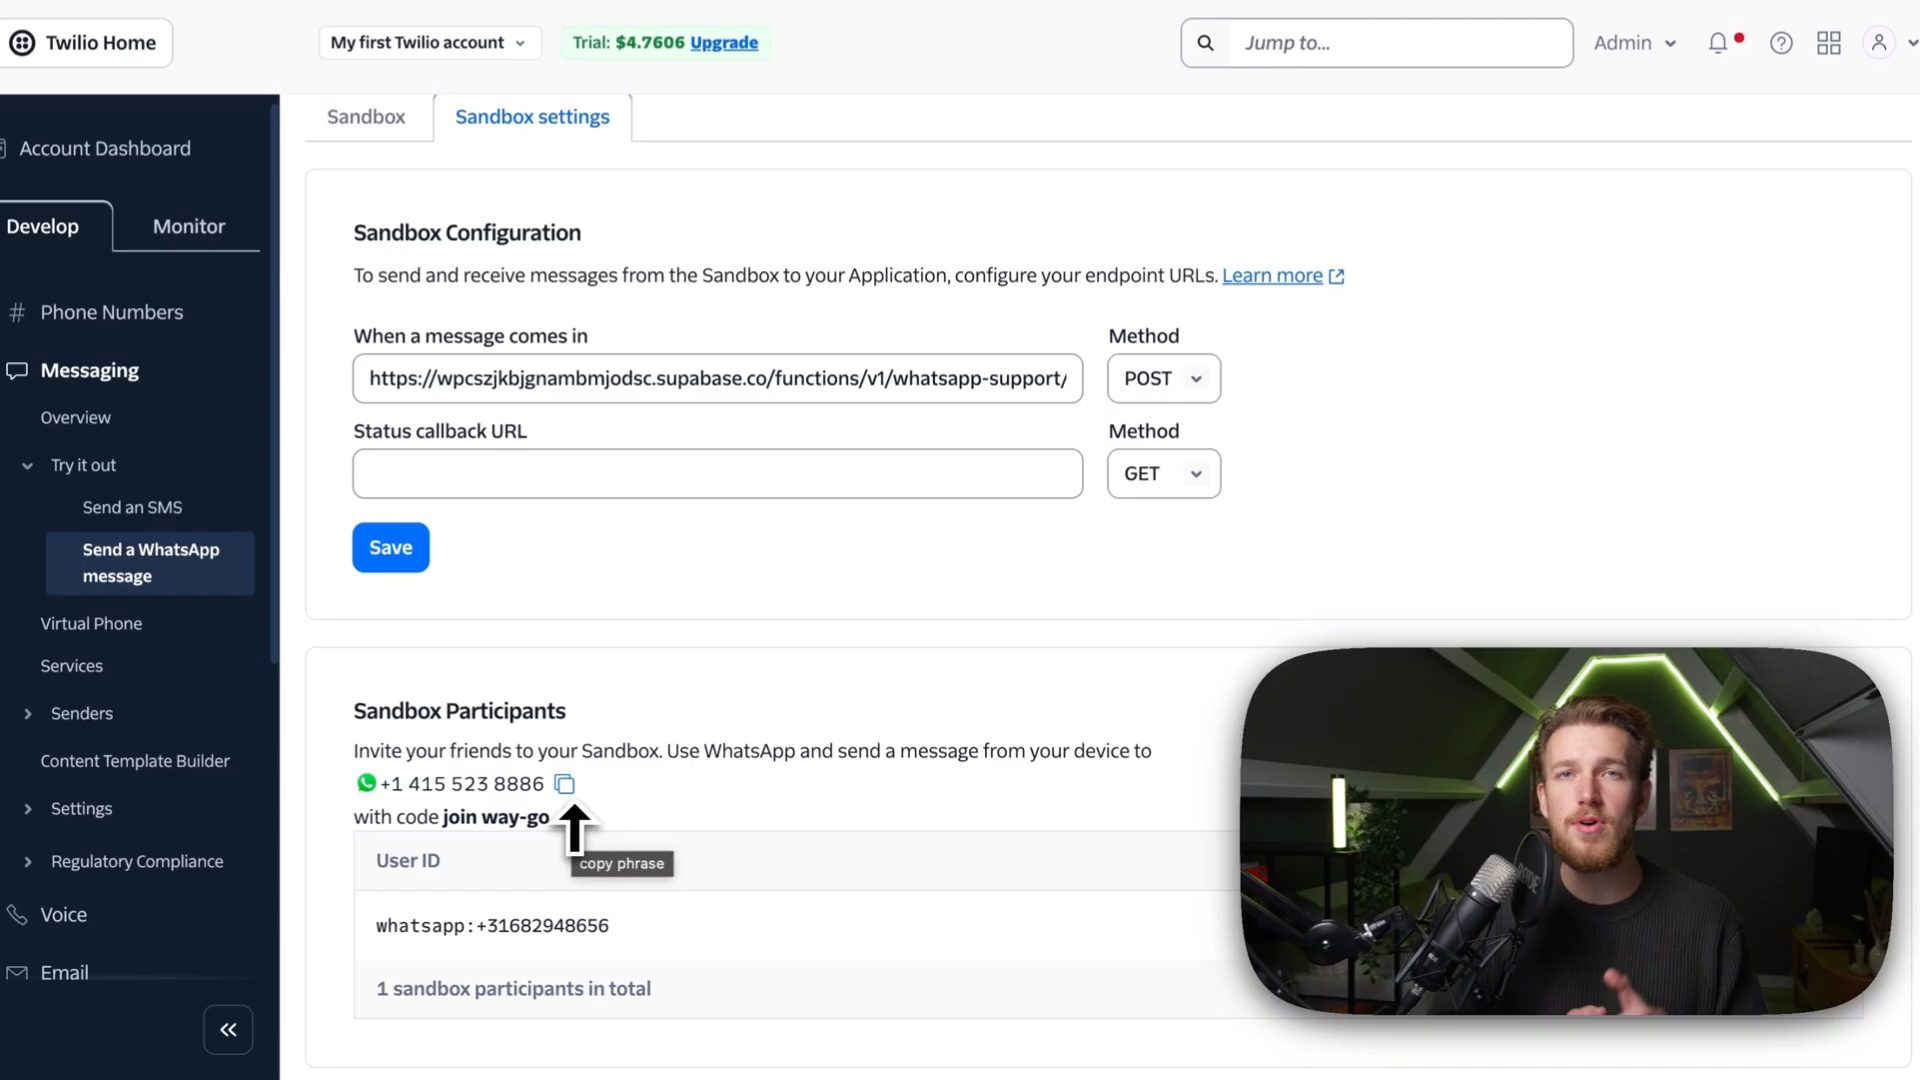 Twilio Home
My first Twilio account
Trial: $4.7606 Upgrade
Jump to...
Admin
Account Dashboard
Develop
Monitor
Phone Numbers
Messaging
Overview
Try it out
Send an SMS
Send a WhatsApp
message
Virtual Phone
Services
Senders
Content Template Builder
Settings
Regulatory Compliance
Voice
Email
Sandbox
Sandbox settings
Sandbox Configuration
To send and receive messages from the Sandbox to your Application, configure your endpoint URLs. Learn more
When a message comes in
Method
https://wpcszjkbjgnambmjodsc.supabase.co/functions/v1/whatsapp-support/
POST
Status callback URL
Method
GET
Save
Sandbox Participants
Invite your friends to your Sandbox. Use WhatsApp and send a message from your device to
+1 415 523 8886
with code join way-go
copy phrase
User ID
whatsapp:+31682948656
1 sandbox participants in total